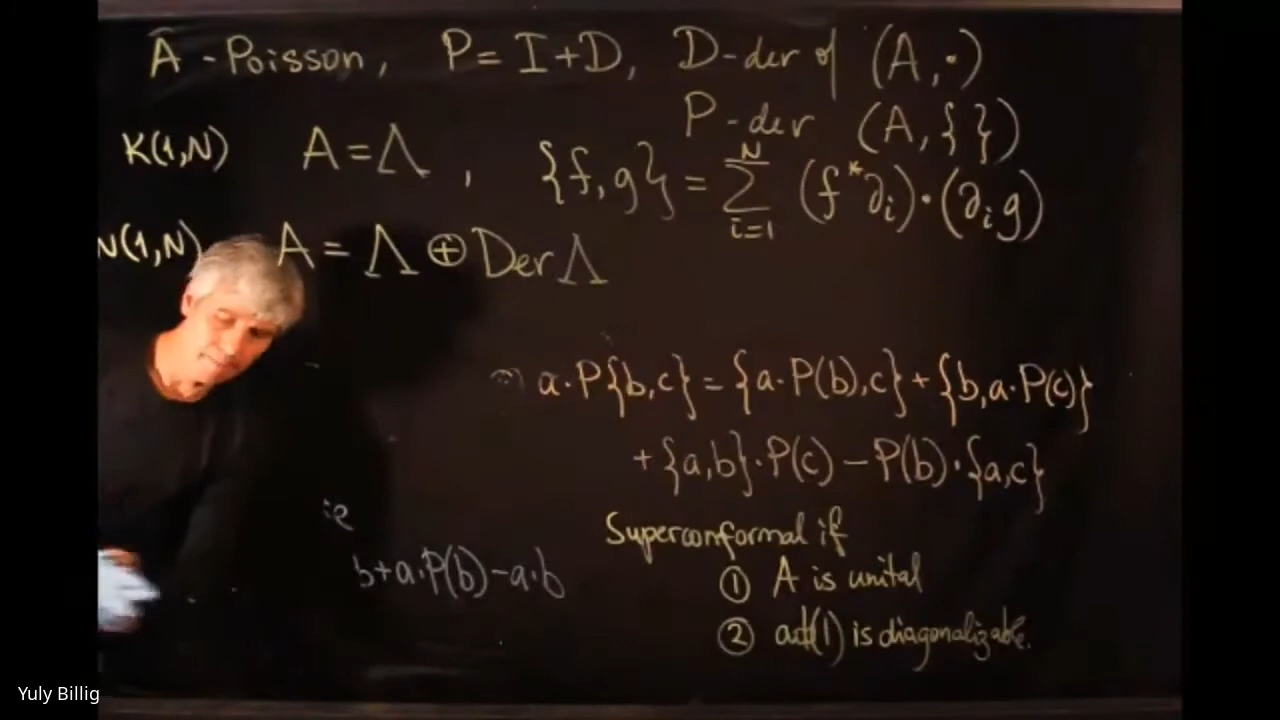 A - Poisson, P = I+D, D-der of (A,·)
P-der (A,{ })
K(1,N) A=Λ, {f,g} = \sum_{i=1}^{N} (f^*∂_i)·(∂_i g)
(1,N) A = Λ ⊕ Der Λ
a·P{b,c} = {a·P(b),c} + {b,a·P(c)}
+ {a,b}·P(c) − P(b)·{a,c}
Superconformal if
b+a·P(b)−a·b
① A is unital
② ad(1) is diagonalizable.
Yuly Billig